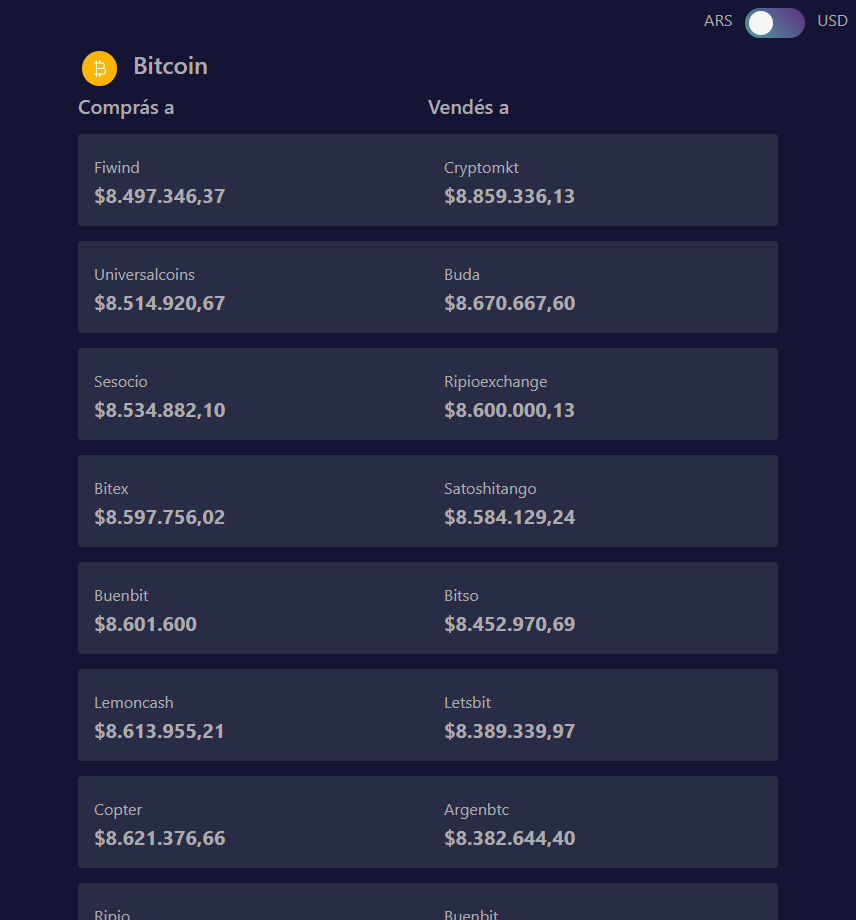 ARS USD
Bitcoin
Comprás a Vendés a
Fiwind Cryptomkt
$8.497.346,37 $8.859.336,13
Universalcoins Buda
$8.514.920,67 $8.670.667,60
Sesocio Ripioexchange
$8.534.882,10 $8.600.000,13
Bitex Satoshitango
$8.597.756,02 $8.584.129,24
Buenbit Bitso
$8.601.600 $8.452.970,69
Lemoncash Letsbit
$8.613.955,21 $8.389.339,97
Copter Argenbtc
$8.621.376,66 $8.382.644,40
Ripio Buenbit